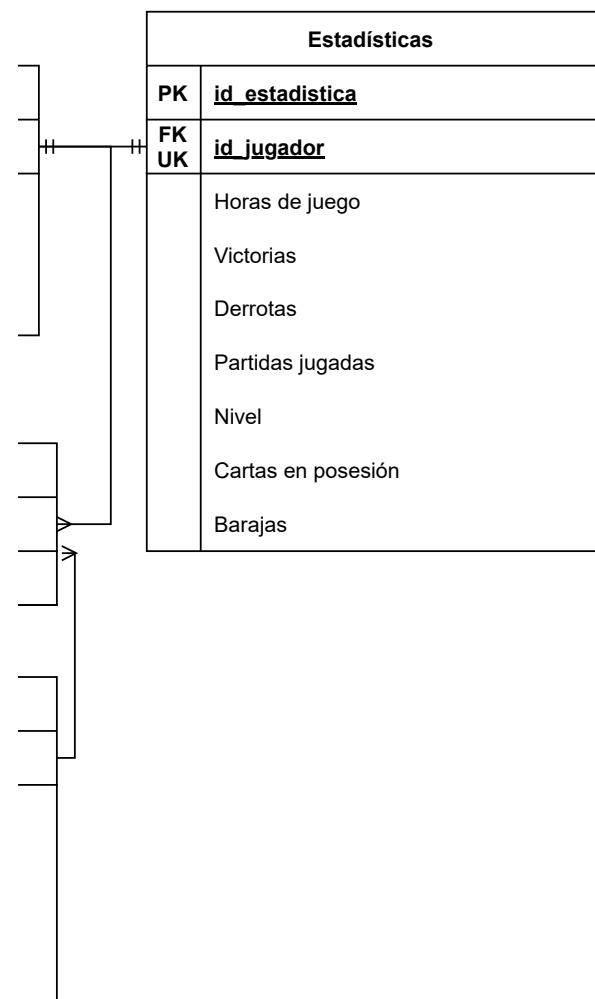 Estadísticas
PK id_estadistica
FK
UK id_jugador
Horas de juego
Victorias
Derrotas
Partidas jugadas
Nivel
Cartas en posesión
Barajas